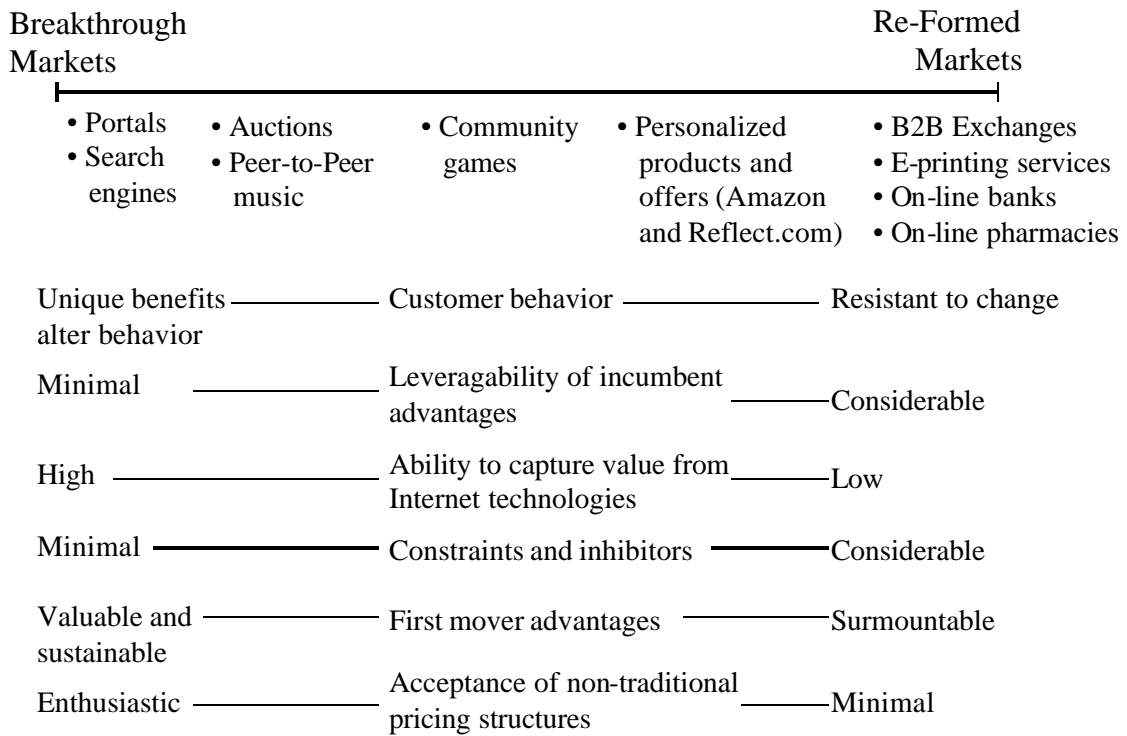 Breakthrough
Markets
Re-Formed
Markets
• Portals
• Search
engines
• Auctions
• Peer-to-Peer
music
• Community
games
• Personalized
products and
offers (Amazon
and Reflect.com)
• B2B Exchanges
• E-printing services
• On-line banks
• On-line pharmacies
Unique benefits
alter behavior
Customer behavior
Resistant to change
Minimal
Leveragability of incumbent
advantages
Considerable
High
Ability to capture value from
Internet technologies
Low
Minimal
Constraints and inhibitors
Considerable
Valuable and
sustainable
First mover advantages
Surmountable
Enthusiastic
Acceptance of non-traditional
pricing structures
Minimal